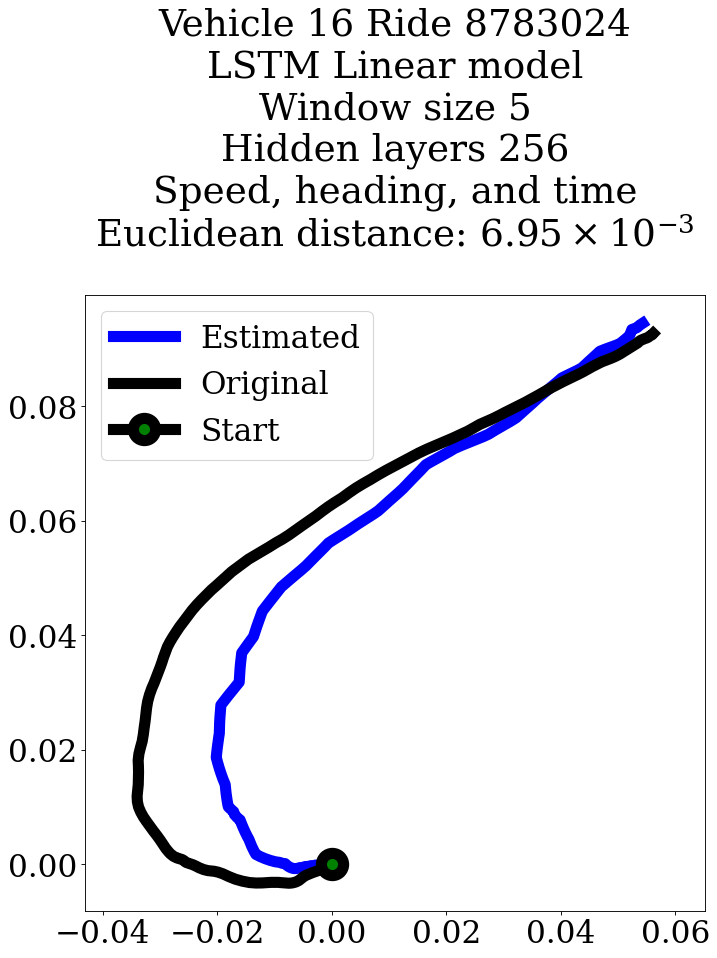 Vehicle 16 Ride 8783024
LSTM Linear model
Window size 5
Hidden layers 256
Speed, heading, and time
Euclidean distance: 6.95 × 10⁻³
Estimated
Original
Start
0.08
0.06
0.04
0.02
0.00
−0.04 −0.02 0.00 0.02 0.04 0.06